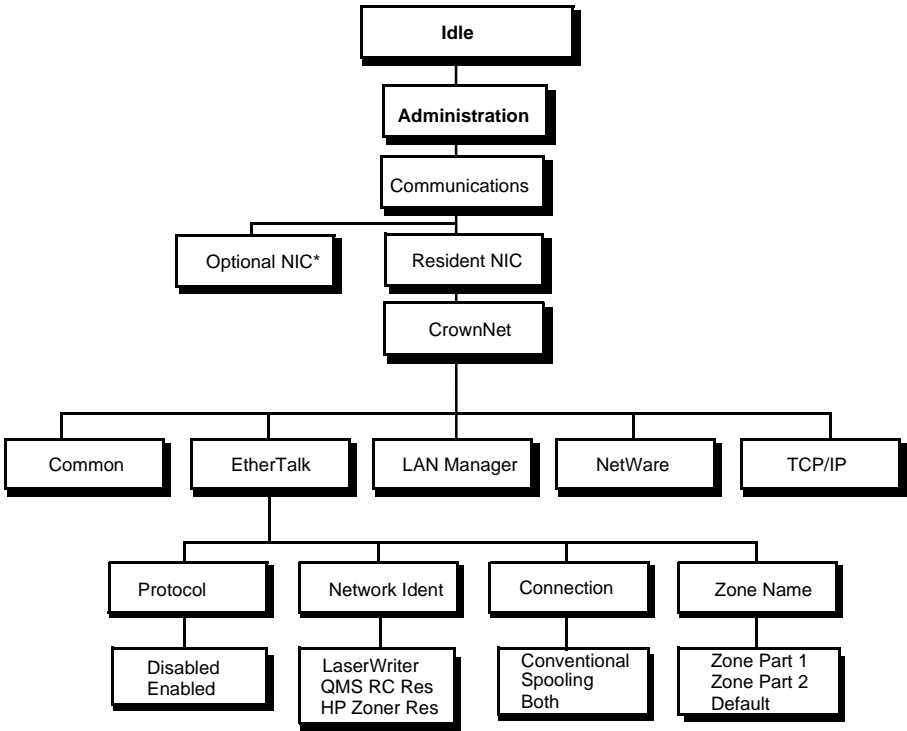 Idle
Administration
Communications
Optional NIC*
Resident NIC
CrownNet
Common
EtherTalk
LAN Manager
NetWare
TCP/IP
Protocol
Network Ident
Connection
Zone Name
Disabled
Enabled
LaserWriter
QMS RC Res
HP Zoner Res
Conventional
Spooling
Both
Zone Part 1
Zone Part 2
Default